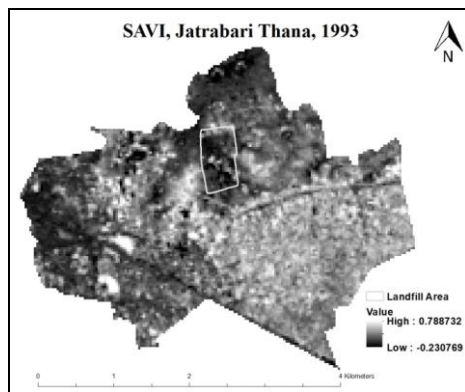 SAVI, Jatrabari Thana, 1993
N
Landfill Area
Value
High : 0.788732
Low : -0.230769
0 1 2 4 Kilometers